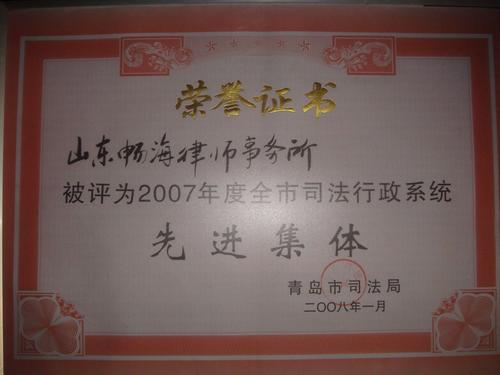 荣誉证书
山东畅海律师事务所
被评为2007年度全市司法行政系统
先进集体
青岛市司法局
二〇〇八年一月